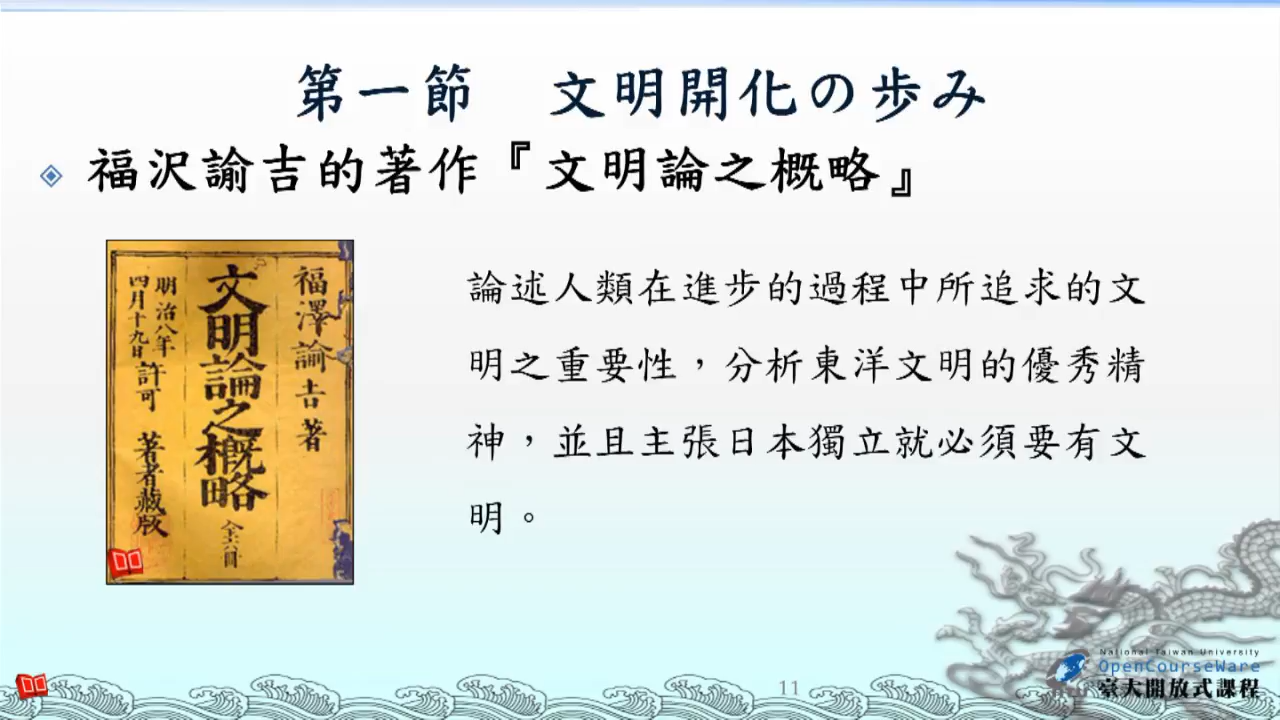 第一節　文明開化の歩み
福沢諭吉的著作『文明論之概略』
福澤諭吉著
文明論之概略 全六冊
明治八年
四月十九日 許可 著者藏版
論述人類在進步的過程中所追求的文
明之重要性，分析東洋文明的優秀精
神，並且主張日本獨立就必須要有文
明。
11
National Taiwan University
OpenCourseWare
臺大開放式課程